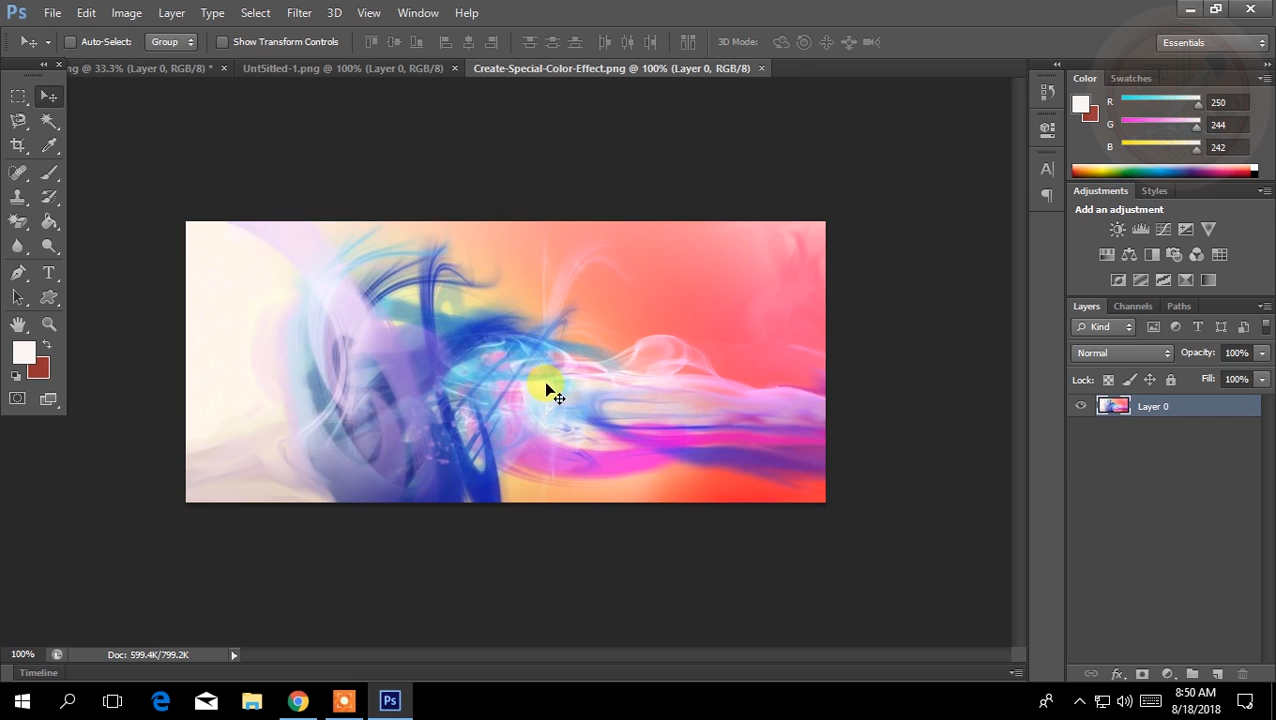 Ps File Edit Image Layer Type Select Filter 3D View Window Help
Auto-Select: Group Show Transform Controls 3D Mode: Essentials
ng @ 33.3% (Layer 0, RGB/8) * × Unt5itled-1.png @ 100% (Layer 0, RGB/8) × Create-Special-Color-Effect.png @ 100% (Layer 0, RGB/8) ×
Color Swatches
R 250
G 244
B 242
Adjustments Styles
Add an adjustment
Layers Channels Paths
Kind
Normal Opacity: 100%
Lock: Fill: 100%
Layer 0
100% Doc: 599.4K/799.2K
Timeline
Ps
8:50 AM
8/18/2018